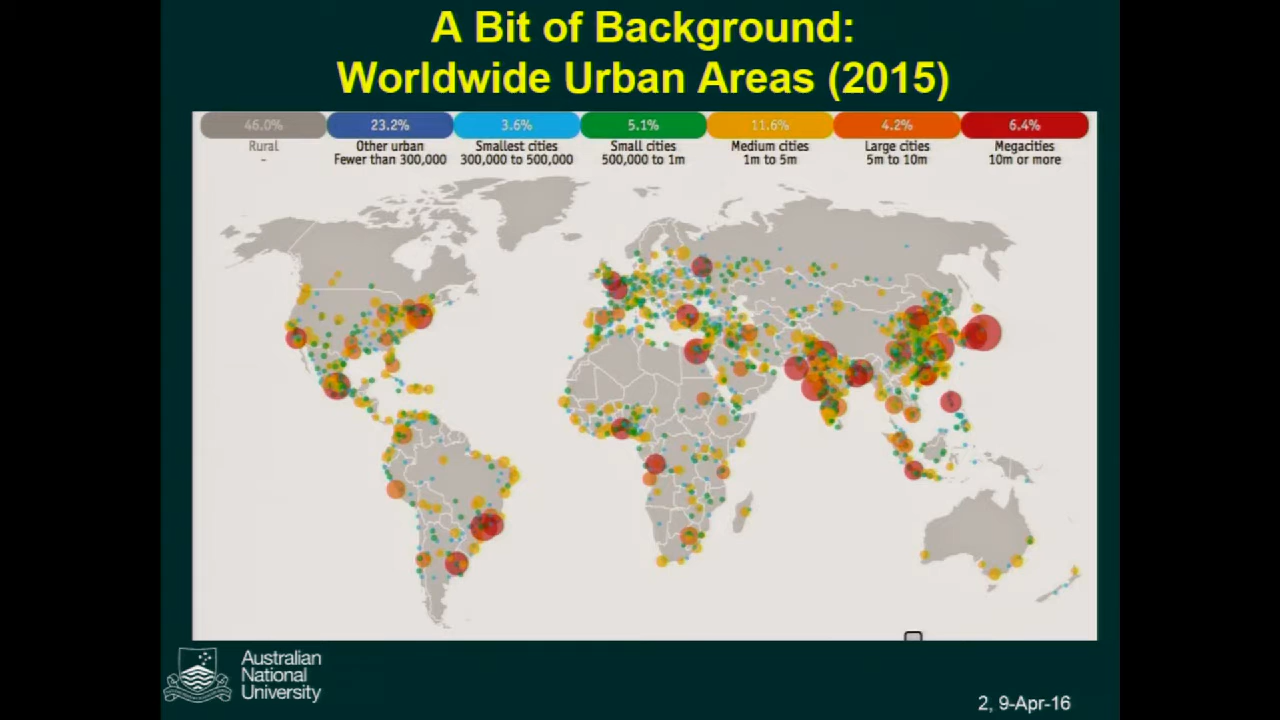 A Bit of Background:
Worldwide Urban Areas (2015)
46.0% 23.2% 3.6% 5.1% 11.6% 4.2% 6.4%
Rural Other urban Smallest cities Small cities Medium cities Large cities Megacities
- Fewer than 300,000 300,000 to 500,000 500,000 to 1m 1m to 5m 5m to 10m 10m or more
Australian
National
University
2, 9-Apr-16